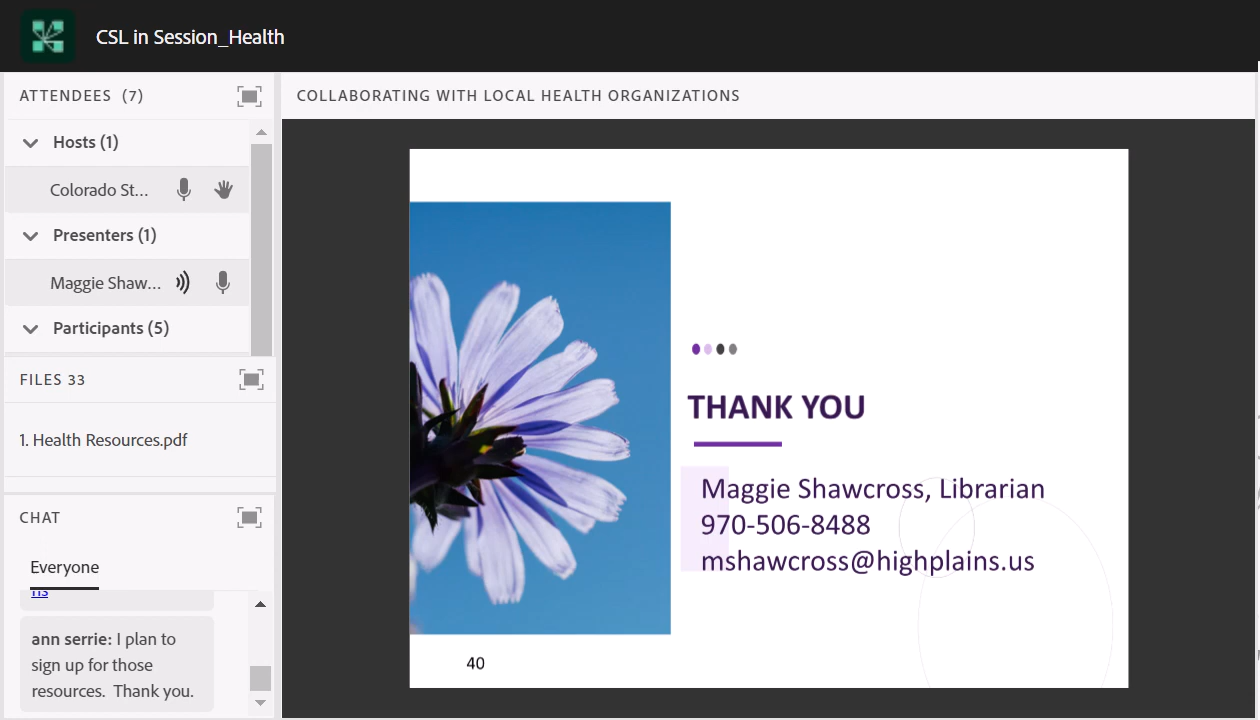 CSL in Session_Health
ATTENDEES (7)
Hosts (1)
Colorado St...
Presenters (1)
Maggie Shaw...
Participants (5)
FILES 33
1. Health Resources.pdf
CHAT
Everyone
ann serrie: I plan to
sign up for those
resources.  Thank you.
COLLABORATING WITH LOCAL HEALTH ORGANIZATIONS
THANK YOU
Maggie Shawcross, Librarian
970-506-8488
mshawcross@highplains.us
40